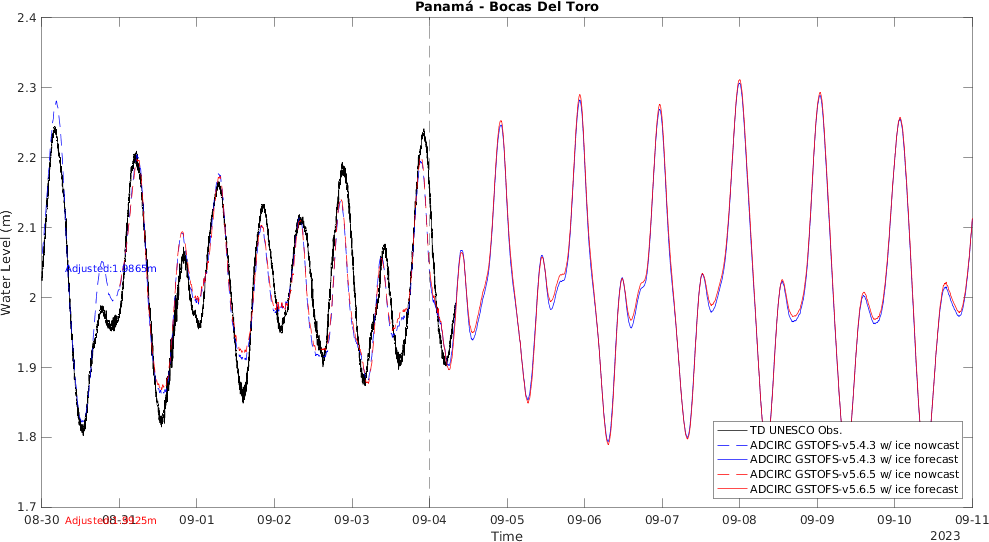 Panamá - Bocas Del Toro
Water Level (m)
2.4
2.3
2.2
2.1
2
1.9
1.8
1.7
Adjusted:1.9865m
TD UNESCO Obs.
ADCIRC GSTOFS-v5.4.3 w/ ice nowcast
ADCIRC GSTOFS-v5.4.3 w/ ice forecast
ADCIRC GSTOFS-v5.6.5 w/ ice nowcast
ADCIRC GSTOFS-v5.6.5 w/ ice forecast
08-30 08-31 09-01 09-02 09-03 09-04 09-05 09-06 09-07 09-08 09-09 09-10 09-11
Time
2023